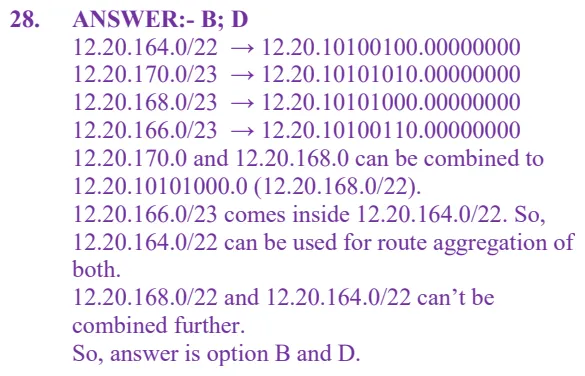 28. ANSWER:- B; D
12.20.164.0/22 → 12.20.10100100.00000000
12.20.170.0/23 → 12.20.10101010.00000000
12.20.168.0/23 → 12.20.10101000.00000000
12.20.166.0/23 → 12.20.10100110.00000000
12.20.170.0 and 12.20.168.0 can be combined to
12.20.10101000.0 (12.20.168.0/22).
12.20.166.0/23 comes inside 12.20.164.0/22. So,
12.20.164.0/22 can be used for route aggregation of
both.
12.20.168.0/22 and 12.20.164.0/22 can’t be
combined further.
So, answer is option B and D.